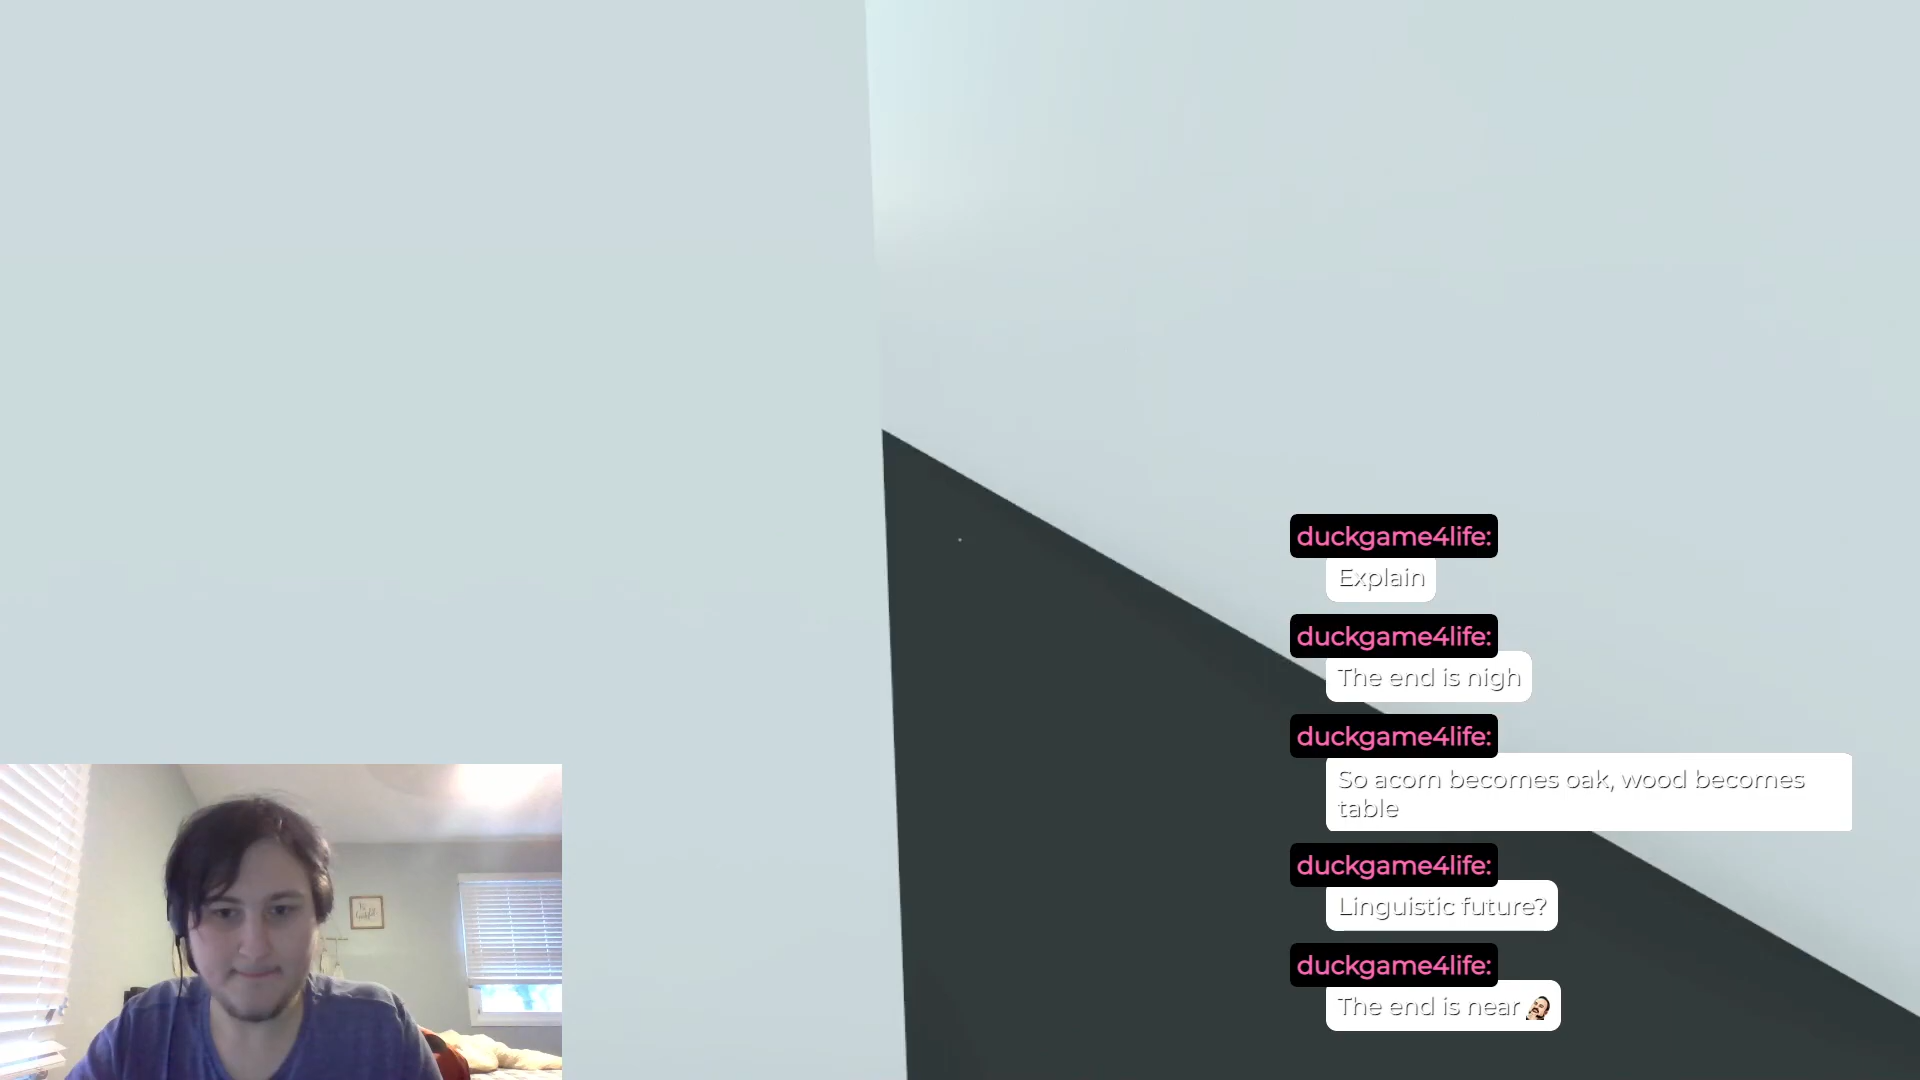 duckgame4life:
Explain
duckgame4life:
The end is nigh
duckgame4life:
So acorn becomes oak, wood becomes
table
duckgame4life:
Linguistic future?
duckgame4life:
The end is near